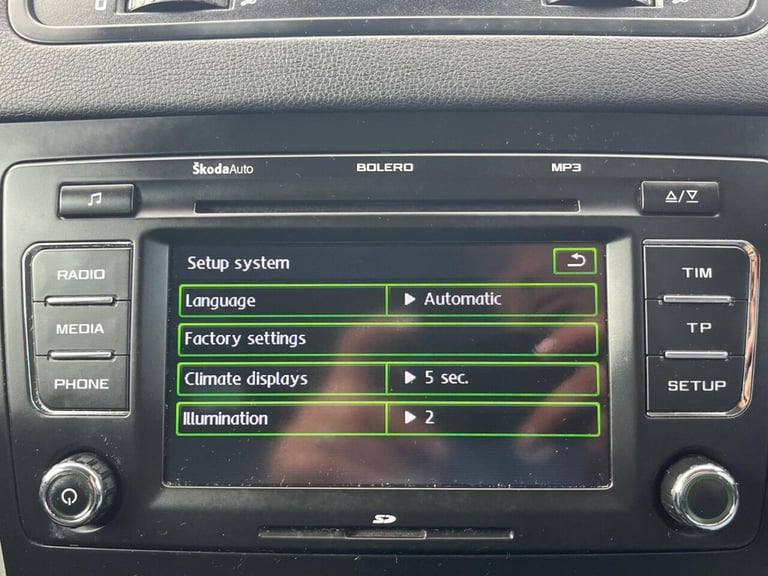 ŠkodaAuto BOLERO MP3
RADIO
MEDIA
PHONE
Setup system
Language Automatic
Factory settings
Climate displays 5 sec.
Illumination 2
TIM
TP
SETUP
SD